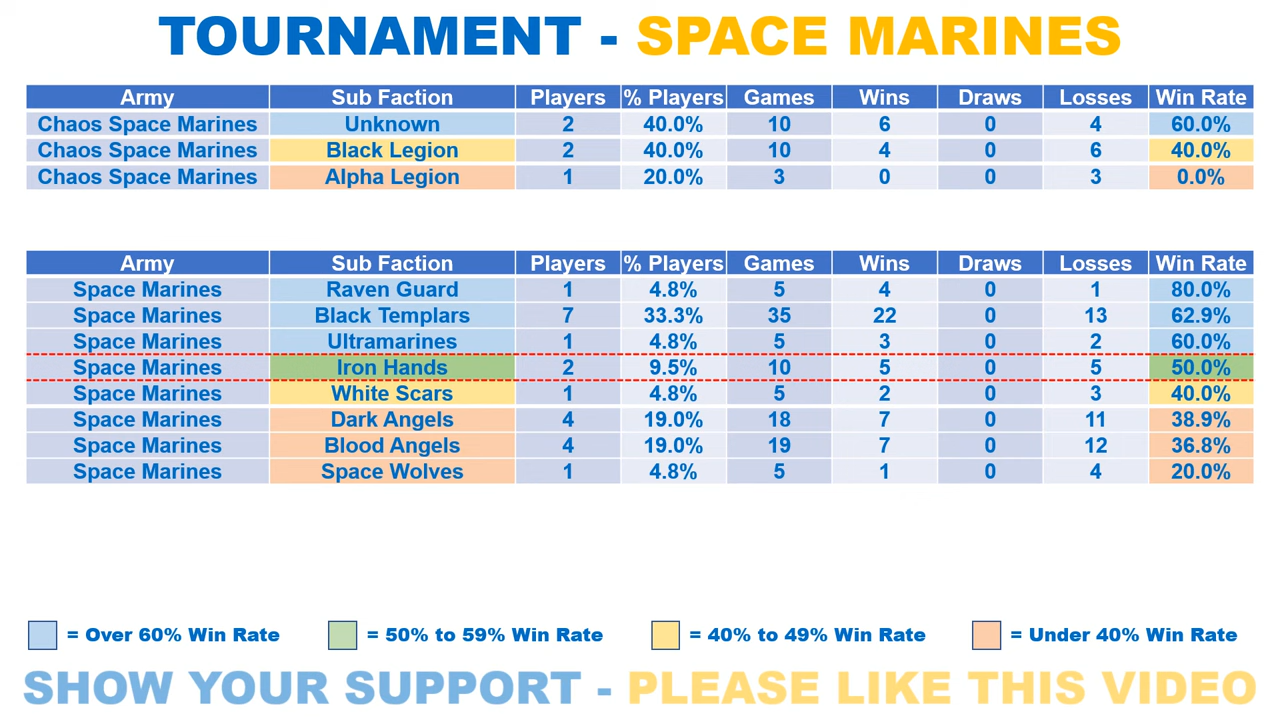 TOURNAMENT - SPACE MARINES
Army Sub Faction Players % Players Games Wins Draws Losses Win Rate
Chaos Space Marines Unknown 2 40.0% 10 6 0 4 60.0%
Chaos Space Marines Black Legion 2 40.0% 10 4 0 6 40.0%
Chaos Space Marines Alpha Legion 1 20.0% 3 0 0 3 0.0%
Army Sub Faction Players % Players Games Wins Draws Losses Win Rate
Space Marines Raven Guard 1 4.8% 5 4 0 1 80.0%
Space Marines Black Templars 7 33.3% 35 22 0 13 62.9%
Space Marines Ultramarines 1 4.8% 5 3 0 2 60.0%
Space Marines Iron Hands 2 9.5% 10 5 0 5 50.0%
Space Marines White Scars 1 4.8% 5 2 0 3 40.0%
Space Marines Dark Angels 4 19.0% 18 7 0 11 38.9%
Space Marines Blood Angels 4 19.0% 19 7 0 12 36.8%
Space Marines Space Wolves 1 4.8% 5 1 0 4 20.0%
= Over 60% Win Rate = 50% to 59% Win Rate = 40% to 49% Win Rate = Under 40% Win Rate
SHOW YOUR SUPPORT - PLEASE LIKE THIS VIDEO